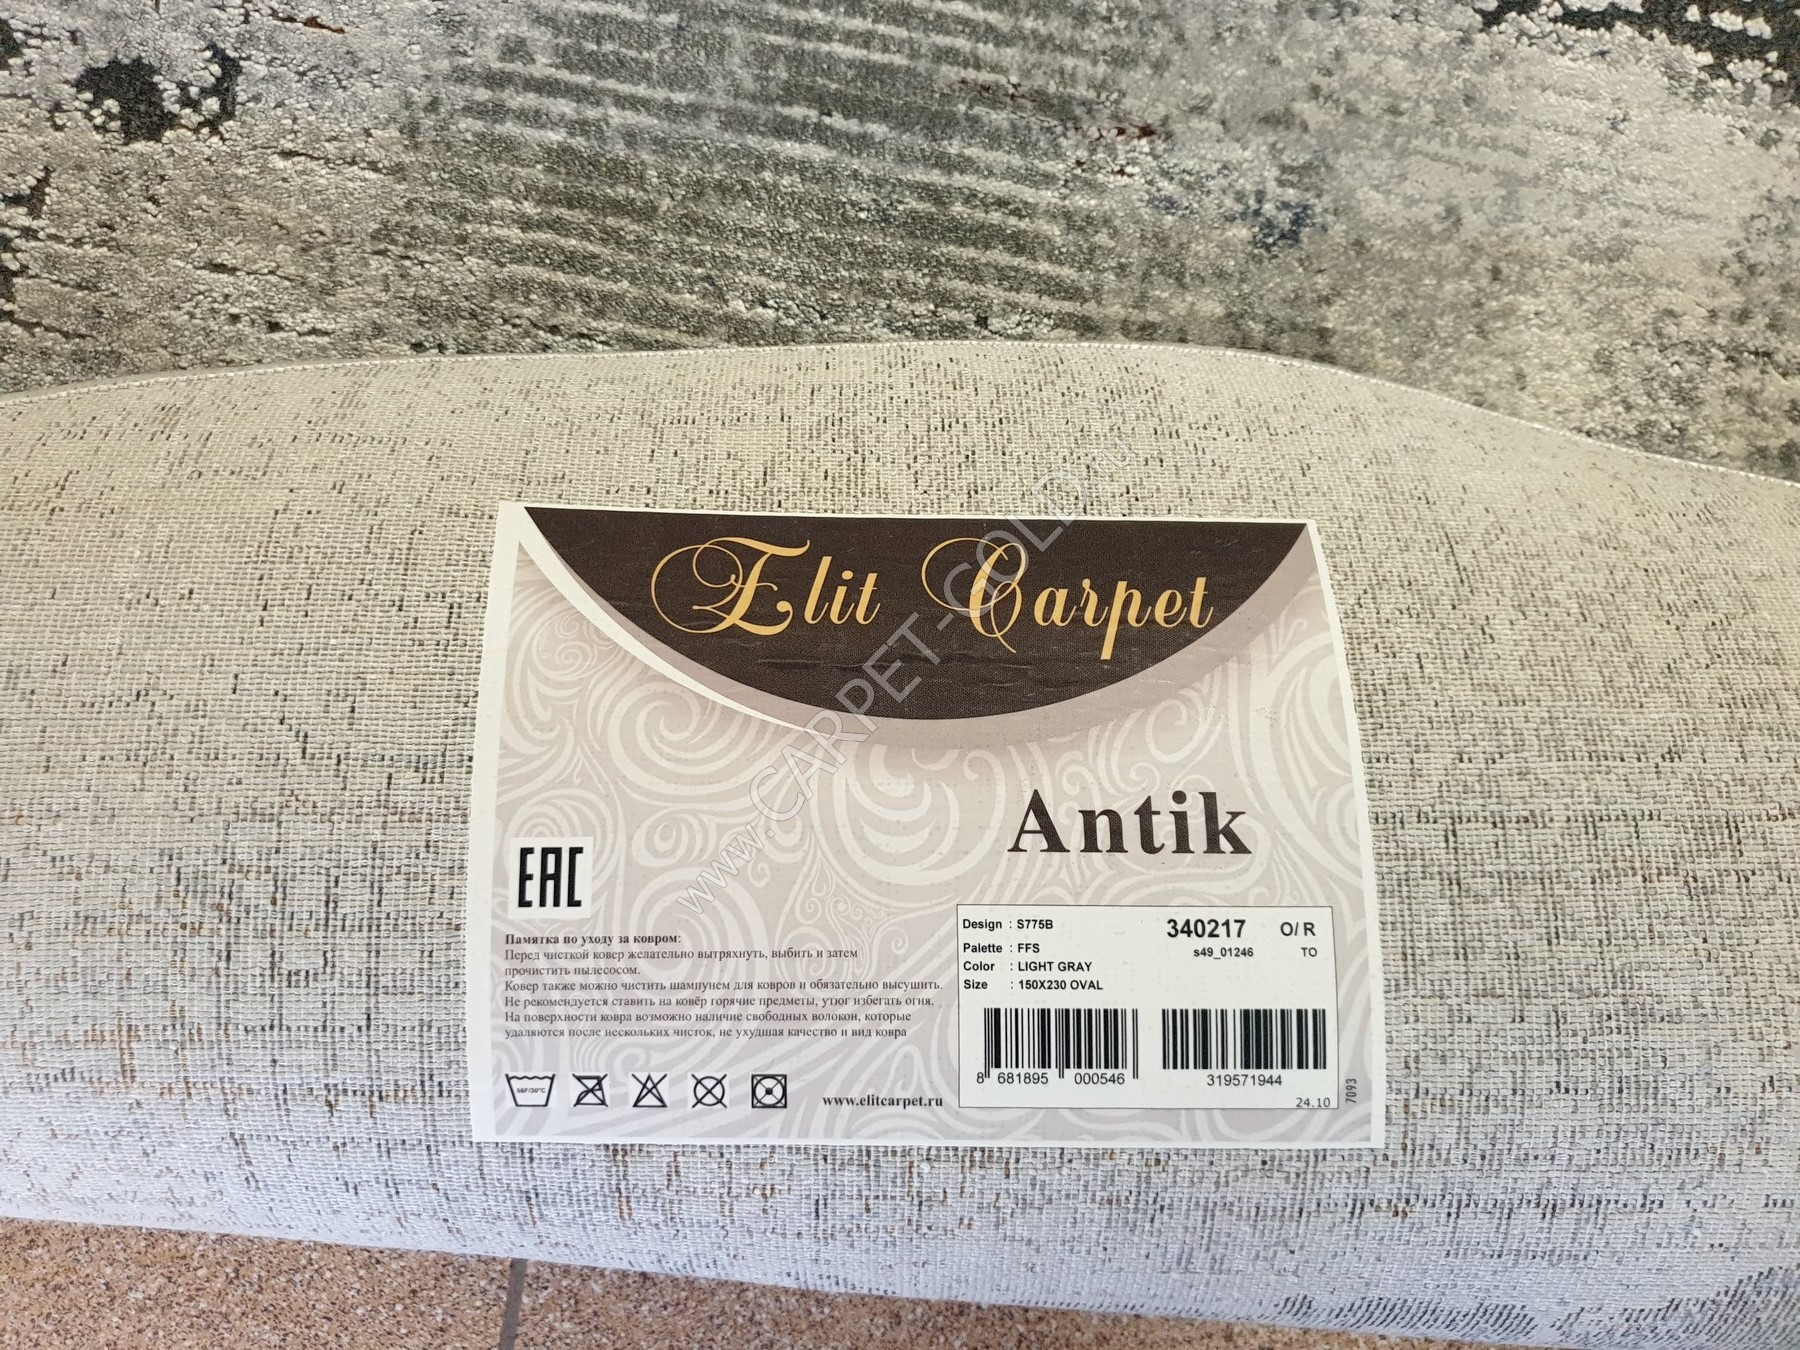 Elit Carpet
www.CARPET-GOLD.ru
Antik
EAC
Памятка по уходу за ковром:
Перед чисткой ковер желательно вытряхнуть, выбить и затем
прочистить пылесосом.
Ковер также можно чистить шампунем для ковров и обязательно высушить.
Не рекомендуется ставить на ковёр горячие предметы, утюг избегать огня.
На поверхности ковра возможно наличие свободных волокон, которые
удаляются после нескольких чисток, не ухудшая качество и вид ковра
www.elitcarpet.ru
Design : S775B 340217 O/ R
Palette : FFS s49_01246 TO
Color : LIGHT GRAY
Size : 150X230 OVAL
8 681895 000546 319571944
24.10
7093